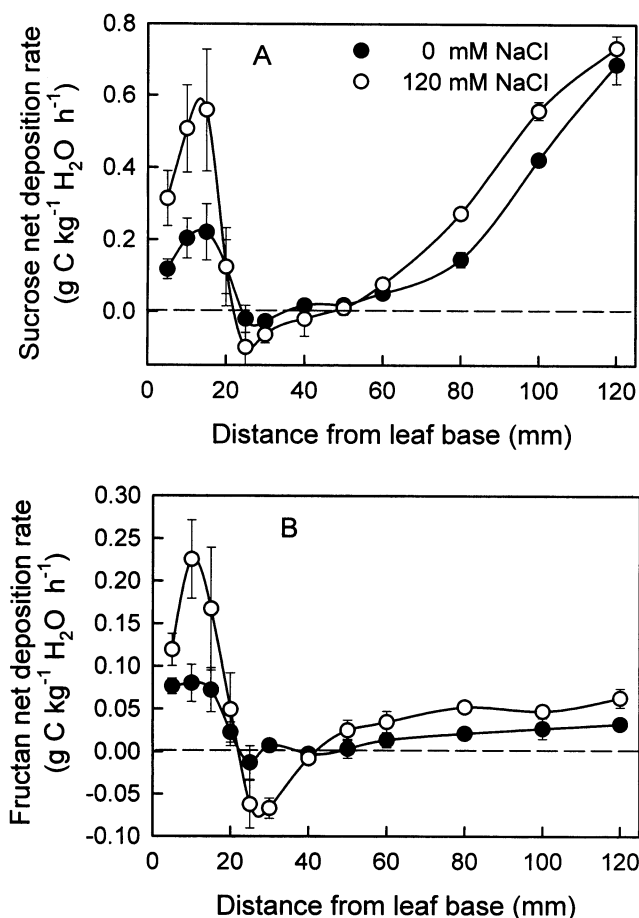 0.8
0.6
0.4
0.2
0.0
A
0 mM NaCl
120 mM NaCl
Sucrose net deposition rate
(g C kg⁻¹ H₂O h⁻¹)
0 20 40 60 80 100 120
Distance from leaf base (mm)
0.30
0.25
0.20
0.15
0.10
0.05
0.00
-0.05
-0.10
B
Fructan net deposition rate
(g C kg⁻¹ H₂O h⁻¹)
0 20 40 60 80 100 120
Distance from leaf base (mm)